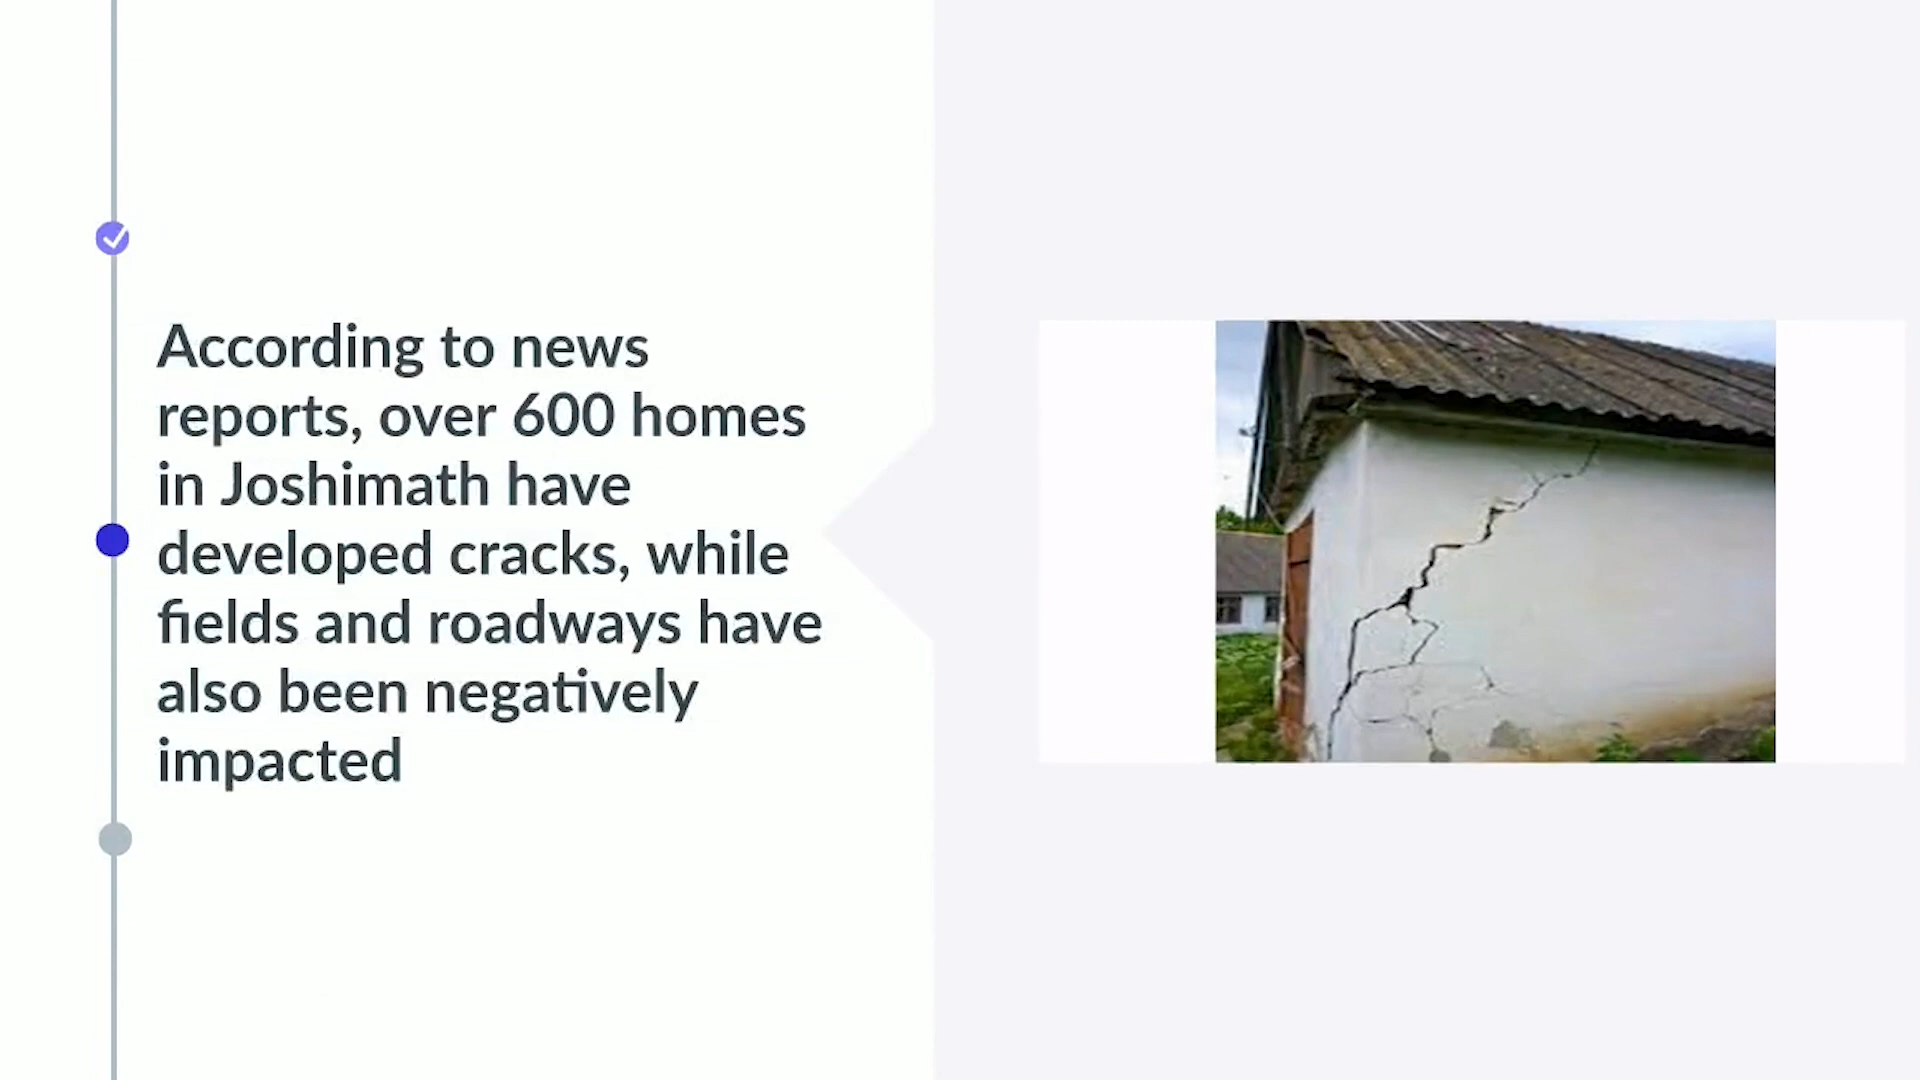 According to news
reports, over 600 homes
in Joshimath have
developed cracks, while
fields and roadways have
also been negatively
impacted